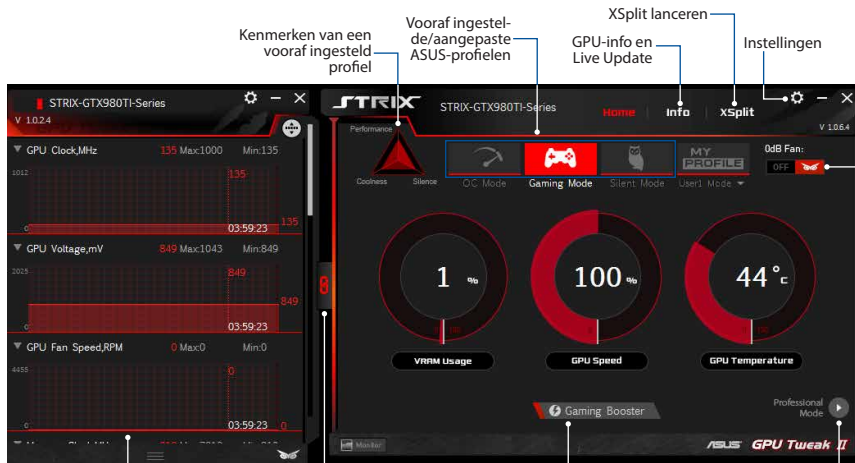 XSplit lanceren
Vooraf ingestel-
de/aangepaste
ASUS-profielen
Kenmerken van een
vooraf ingesteld
profiel
GPU-info en
Live Update
Instellingen
STRIX-GTX980TI-Series
V 1.0.2.4
GPU Clock,MHz 135 Max:1000 Min:135
1012
135
135
0
03:59:23
GPU Voltage,mV 849 Max:1043 Min:849
2025
849
849
0
03:59:23
GPU Fan Speed,RPM 0 Max:0 Min:0
4455
0
0
03:59:23
0
STRIX
STRIX-GTX980TI-Series
Home
Info
XSplit
V 1.0.6.4
Performance
Coolness
Silence
OC Mode
Gaming Mode
Silent Mode
MY
PROFILE
User1 Mode
0dB Fan:
OFF
1 %
0 100
VRAM Usage
100 %
GPU Speed
44°c
GPU Temperature
Gaming Booster
Professional
Mode
Monitor
ASUS GPU Tweak II